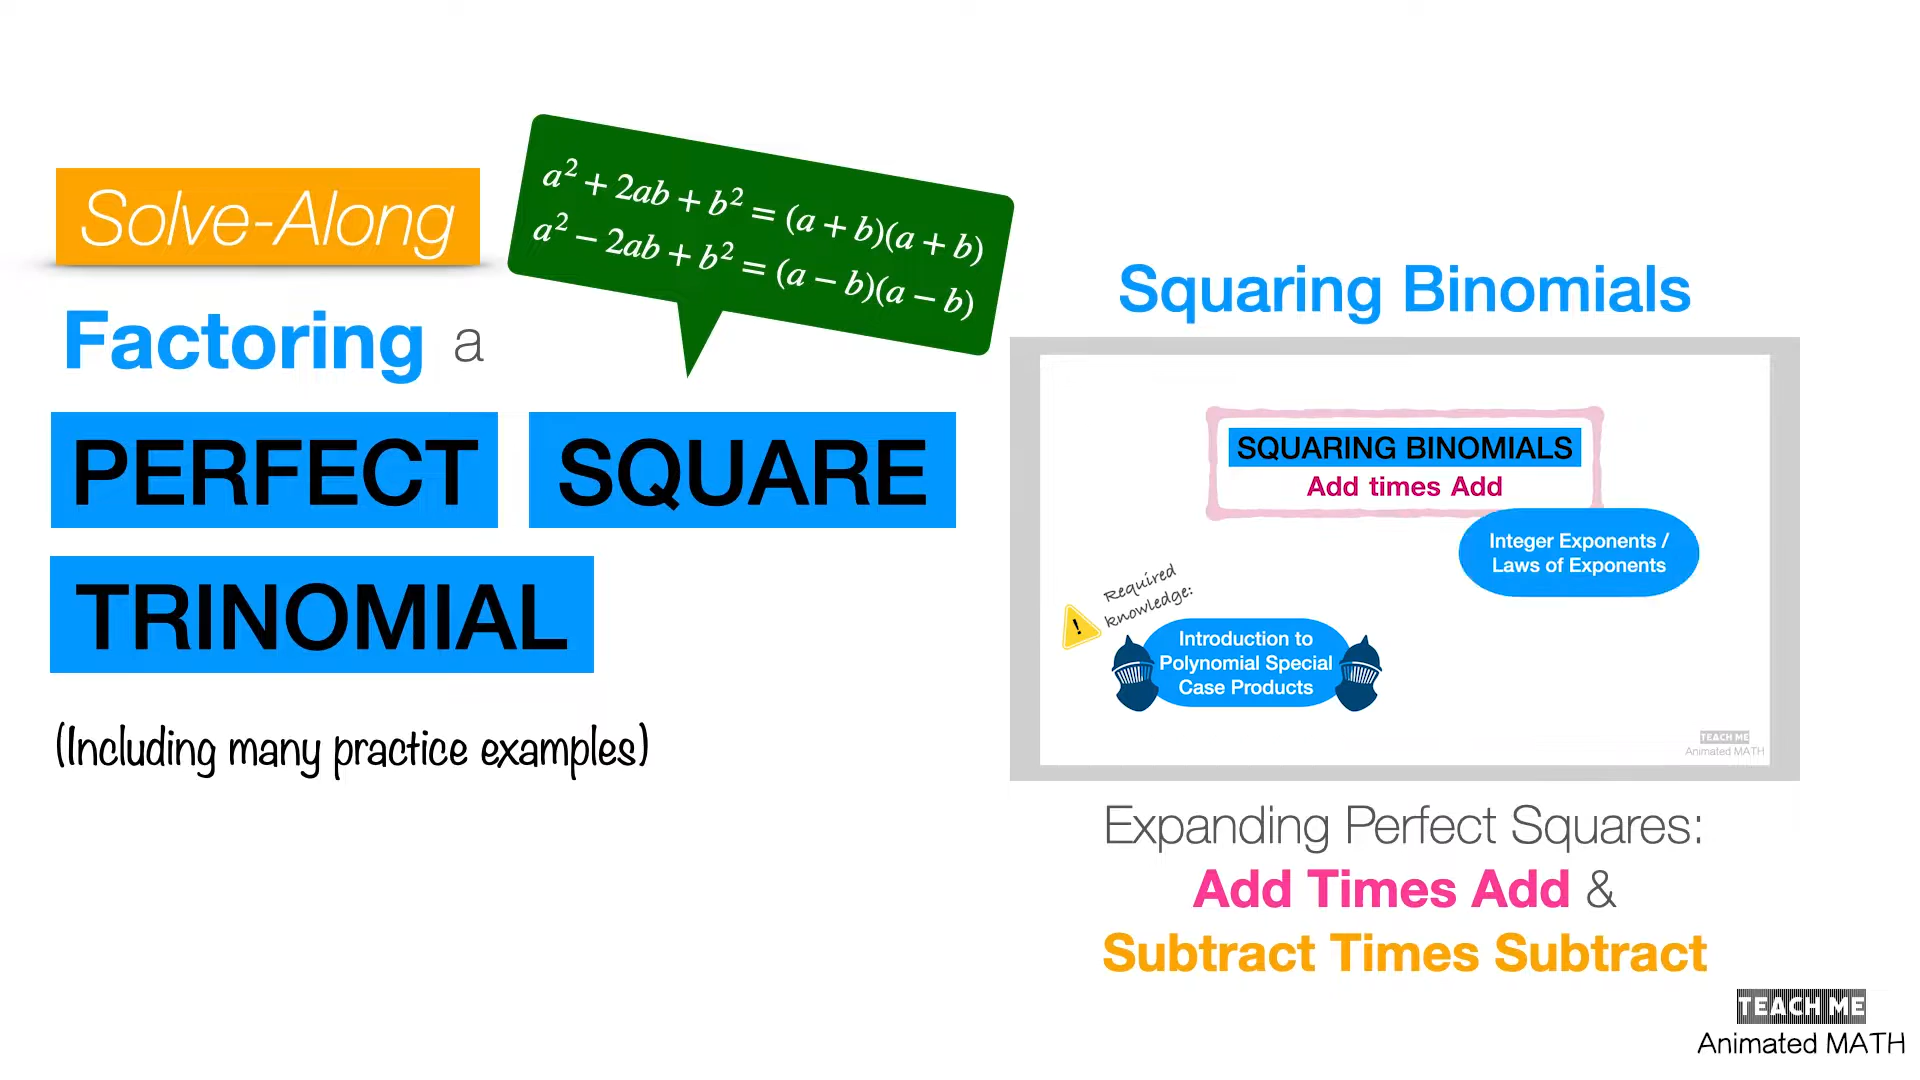 Solve-Along
a² + 2ab + b² = (a + b)(a + b)
a² − 2ab + b² = (a − b)(a − b)
Factoring a
PERFECT SQUARE
TRINOMIAL
(Including many practice examples)
Squaring Binomials
SQUARING BINOMIALS
Add times Add
Integer Exponents /
Laws of Exponents
Required
knowledge:
Introduction to
Polynomial Special
Case Products
TEACH ME
Animated MATH
Expanding Perfect Squares:
Add Times Add &
Subtract Times Subtract
TEACH ME
Animated MATH